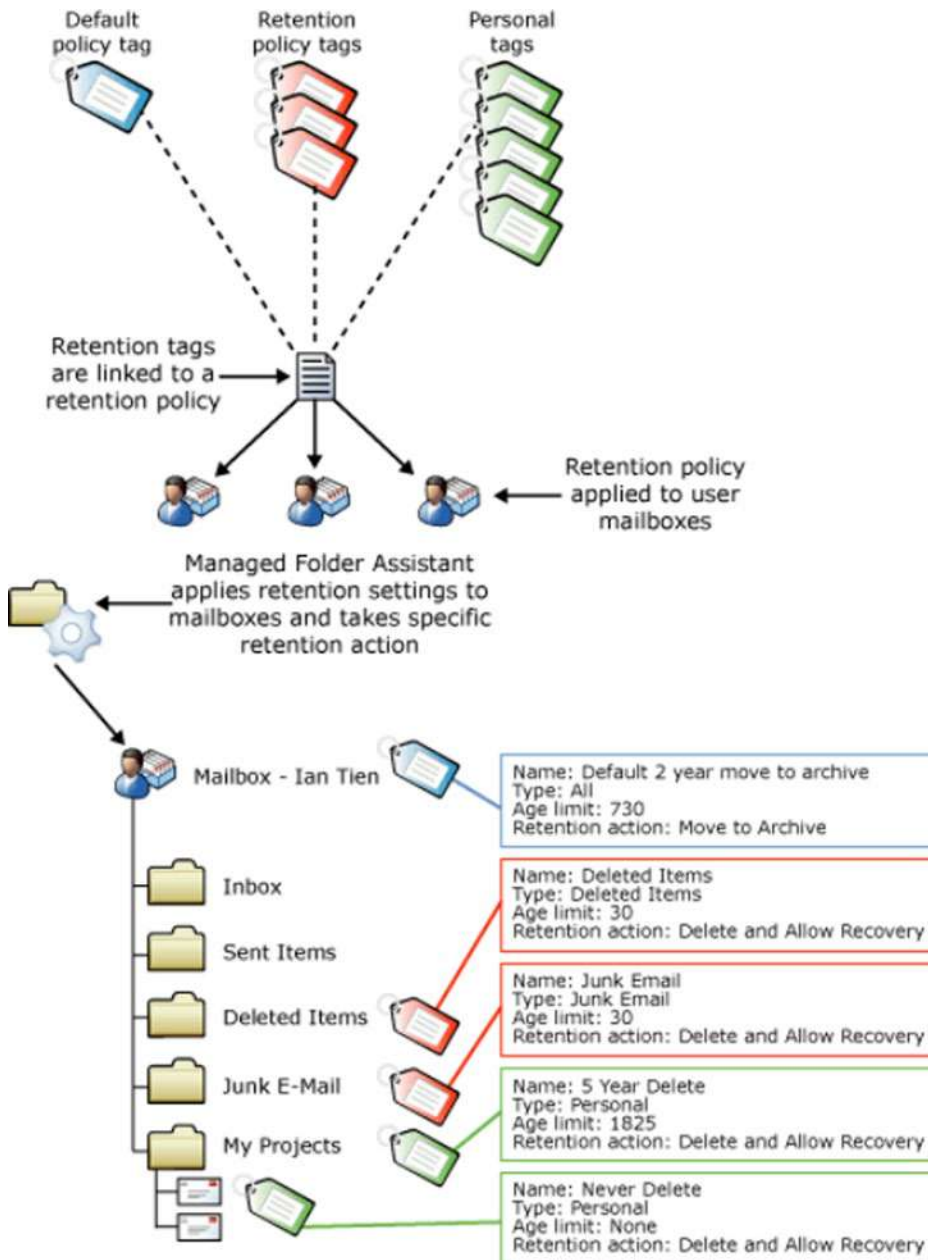 Default
policy tag
Retention
policy tags
Personal
tags
Retention tags
are linked to a
retention policy
Retention policy
applied to user
mailboxes
Managed Folder Assistant
applies retention settings to
mailboxes and takes specific
retention action
Mailbox - Ian Tien
Name: Default 2 year move to archive
Type: All
Age limit: 730
Retention action: Move to Archive
Inbox
Name: Deleted Items
Type: Deleted Items
Age limit: 30
Retention action: Delete and Allow Recovery
Sent Items
Deleted Items
Name: Junk Email
Type: Junk Email
Age limit: 30
Retention action: Delete and Allow Recovery
Junk E-Mail
Name: 5 Year Delete
Type: Personal
Age limit: 1825
Retention action: Delete and Allow Recovery
My Projects
Name: Never Delete
Type: Personal
Age limit: None
Retention action: Delete and Allow Recovery